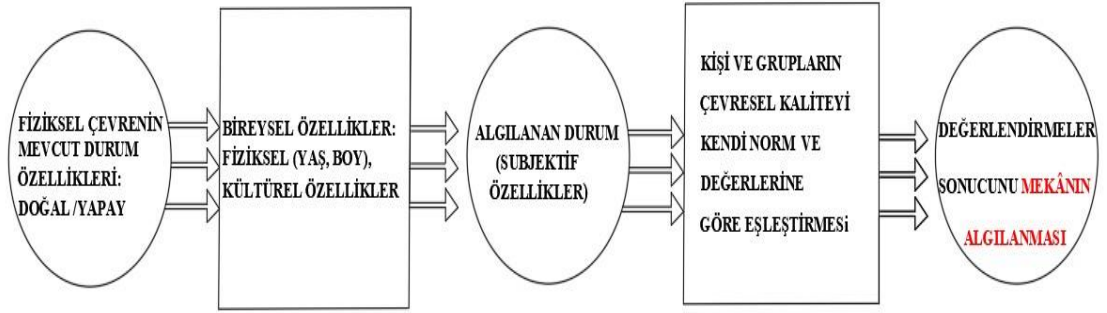 FİZİKSEL ÇEVRENİN
MEVCUT DURUM
ÖZELLİKLERİ:
DOĞAL /YAPAY
BİREYSEL ÖZELLİKLER:
FİZİKSEL (YAŞ, BOY),
KÜLTÜREL ÖZELLİKLER
ALGILANAN DURUM
(SUBJEKTİF
ÖZELLİKLER)
KİŞİ VE GRUPLARIN
ÇEVRESEL KALİTEYİ
KENDİ NORM VE
DEĞERLERİNE
GÖRE EŞLEŞTİRMESi
DEĞERLENDİRMELER
SONUCUNU MEKÂNIN
ALGILANMASI